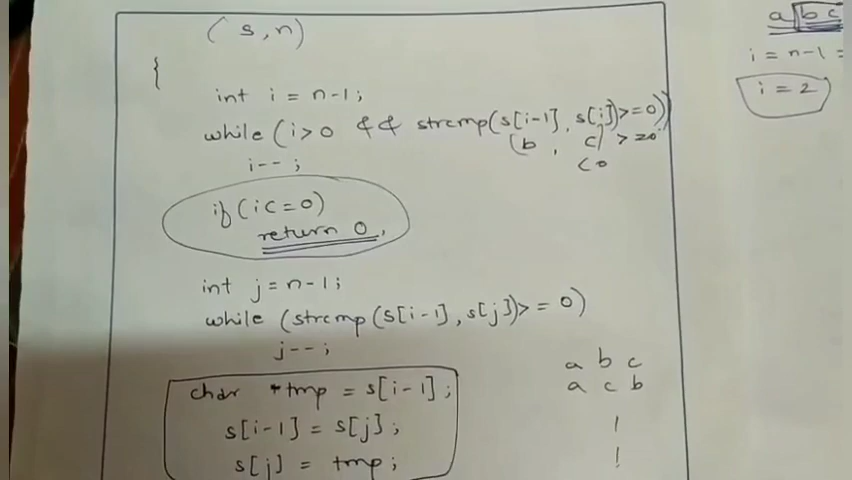 (s,n)
{
int i = n-1;
while (i>0 && strcmp(s[i-1], s[i])>=0))
(b, c) >=0
<0
i--;
if(i<=0)
return 0,
int j=n-1;
while (strcmp(s[i-1], s[j])>=0)
j--;
char *tmp = s[i-1];
s[i-1] = s[j];
s[j] = tmp;
a b c
a c b
a b c
i = n-1 =
i = 2